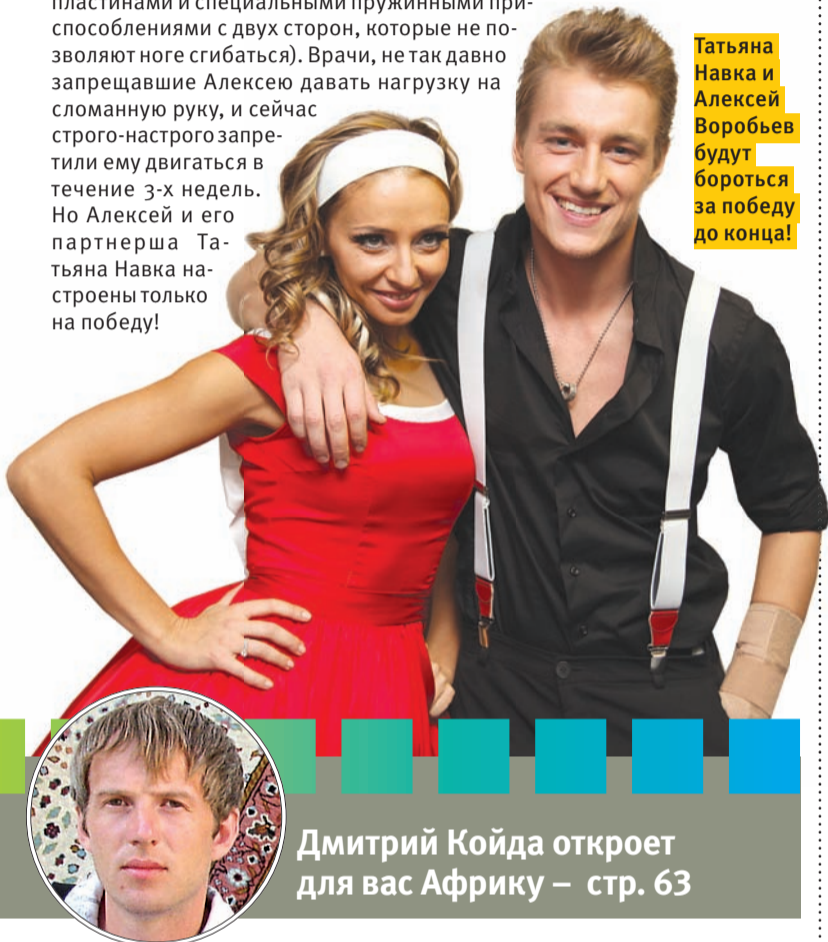 пластинами и специальными пружинными при-
способлениями с двух сторон, которые не по-
зволяют ноге сгибаться). Врачи, не так давно
запрещавшие Алексею давать нагрузку на
сломанную руку, и сейчас
строго-настрого запре-
тили ему двигаться в
течение 3-х недель.
Но Алексей и его
партнерша Та-
тьяна Навка на-
строены только
на победу!
Татьяна
Навка и
Алексей
Воробьев
будут
бороться
за победу
до конца!
Дмитрий Койда откроет
для вас Африку – стр. 63